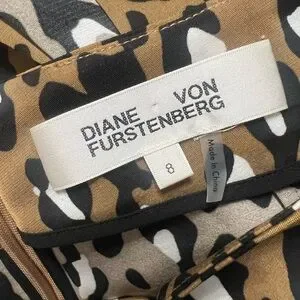 DIANE VON
FURSTENBERG
8
Made in China